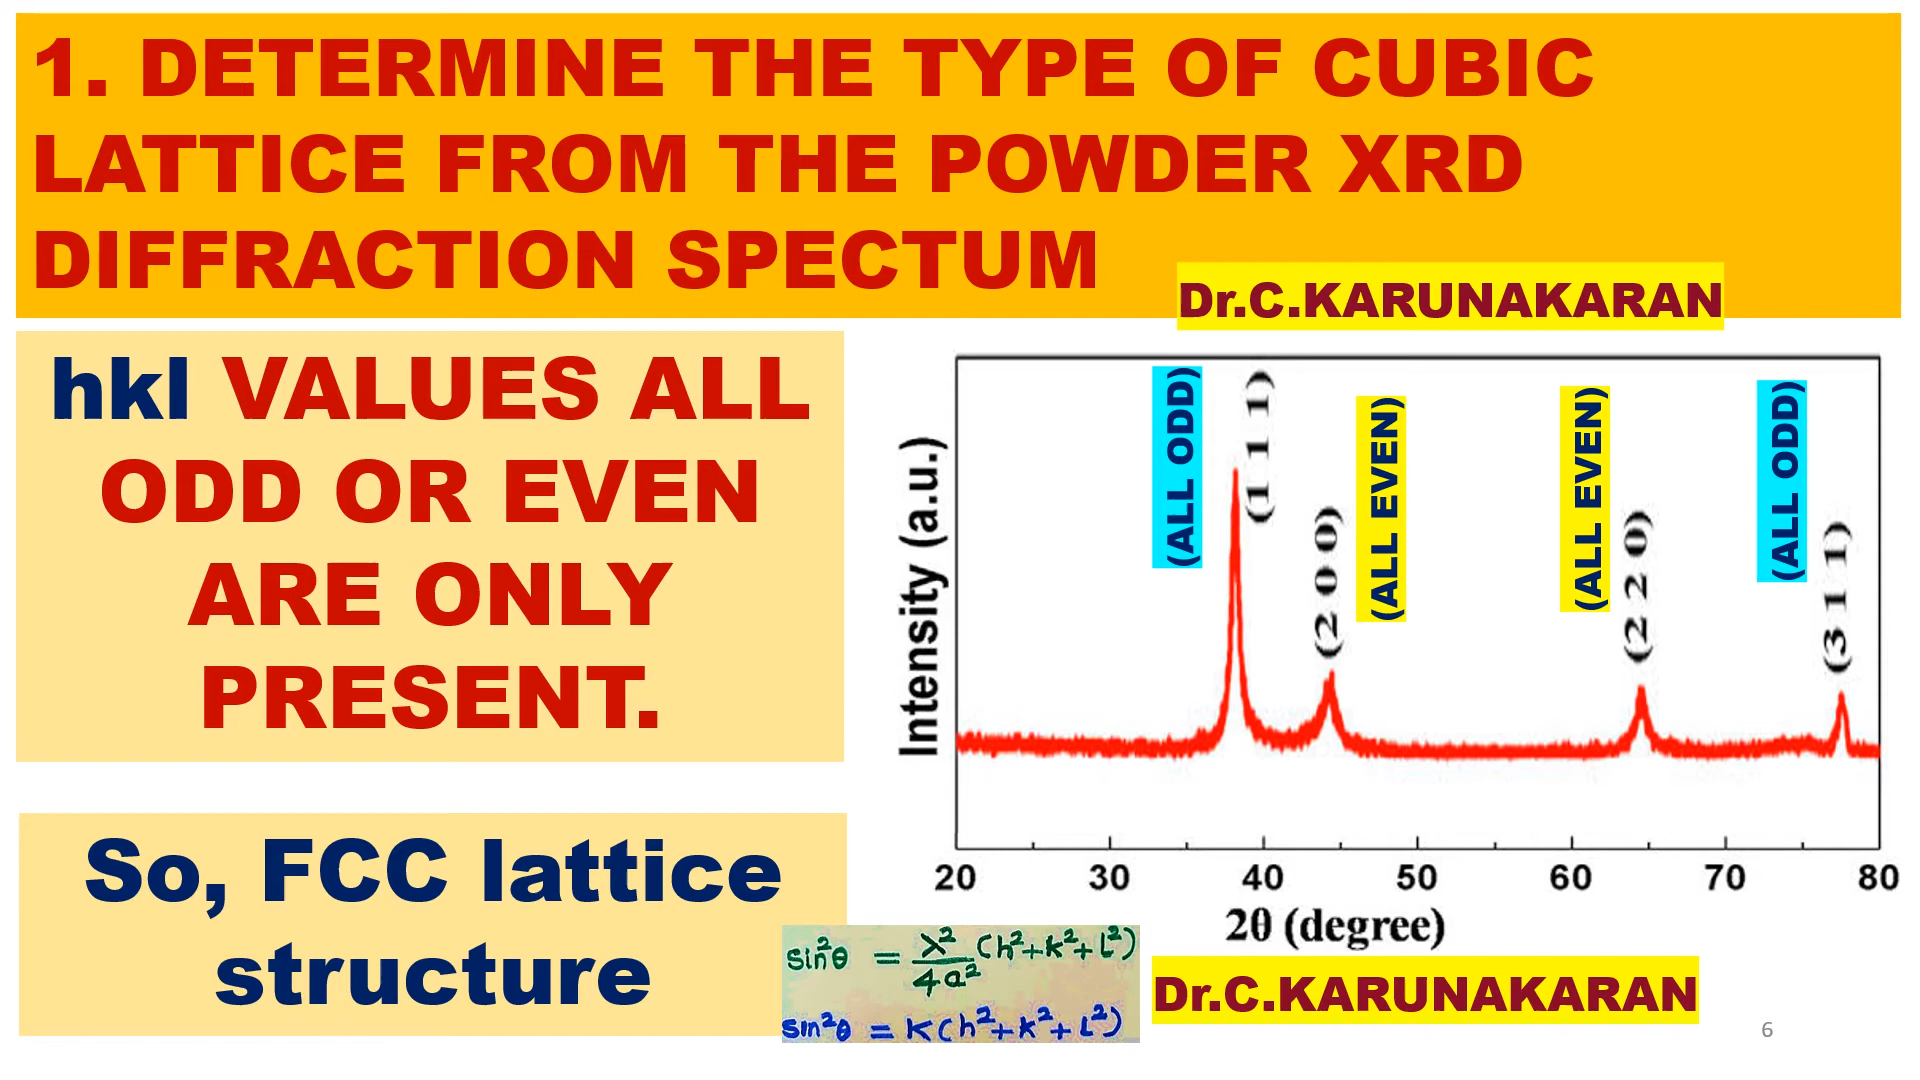 1. DETERMINE THE TYPE OF CUBIC
LATTICE FROM THE POWDER XRD
DIFFRACTION SPECTUM
Dr.C.KARUNAKARAN
hkl VALUES ALL
ODD OR EVEN
ARE ONLY
PRESENT.
So, FCC lattice
structure
Intensity (a.u.)
(ALL ODD)
(1 1 1)
(2 0 0)
(ALL EVEN)
(ALL EVEN)
(2 2 0)
(ALL ODD)
(3 1 1)
20 30 40 50 60 70 80
2θ (degree)
sin²θ = λ²/4a² (h²+k²+l²)
sin²θ = K(h²+k²+l²)
Dr.C.KARUNAKARAN
6